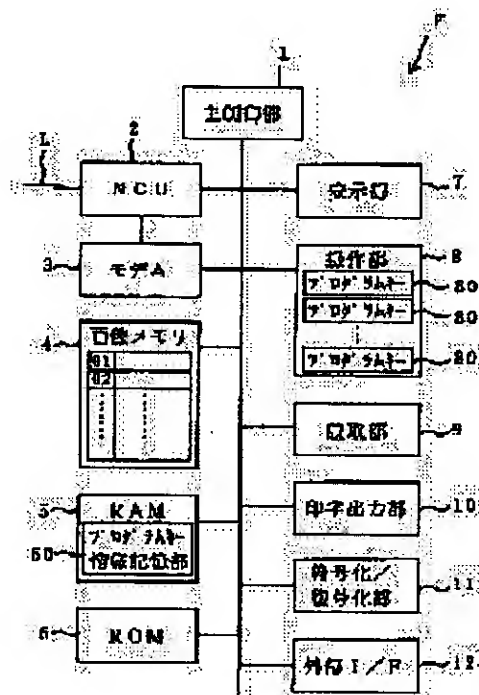 F
1
主制御部
L
2
NCU
表示部
7
3
モデム
操作部
8
プログラムキー
80
プログラムキー
80
プログラムキー
80
4
画像メモリ
01
02
読取部
9
5
RAM
プログラムキー
情報記憶部
50
印字出力部
10
符号化/
復号化部
11
6
ROM
外部I/F
12